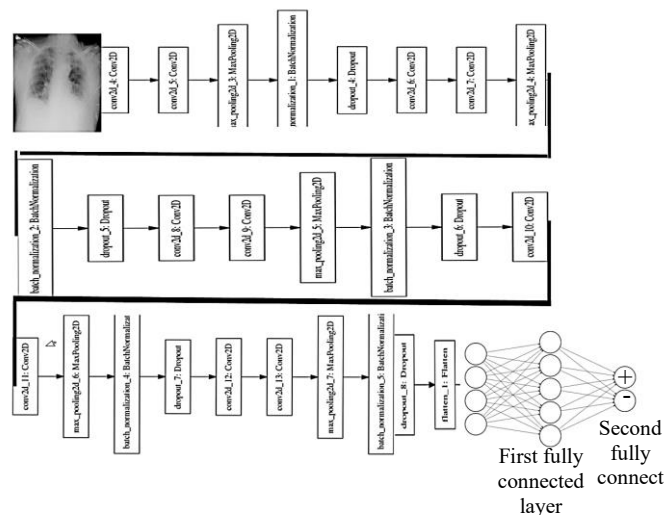 conv2d_4: Conv2D
conv2d_5: Conv2D
ax_pooling2d_3: MaxPooling2D
normalization_1: BatchNormalization
dropout_4: Dropout
conv2d_6: Conv2D
conv2d_7: Conv2D
ax_pooling2d_4: MaxPooling2D
batch_normalization_2: BatchNormalization
dropout_5: Dropout
conv2d_8: Conv2D
conv2d_9: Conv2D
max_pooling2d_5: MaxPooling2D
batch_normalization_3: BatchNormalization
dropout_6: Dropout
conv2d_10: Conv2D
conv2d_11: Conv2D
max_pooling2d_6: MaxPooling2D
batch_normalization_4: BatchNormalizat
dropout_7: Dropout
conv2d_12: Conv2D
conv2d_13: Conv2D
max_pooling2d_7: MaxPooling2D
batch_normalization_5: BatchNormalizati
dropout_8: Dropout
flatten_1: Flatten
+
-
First fully
connected
layer
Second
fully
connect